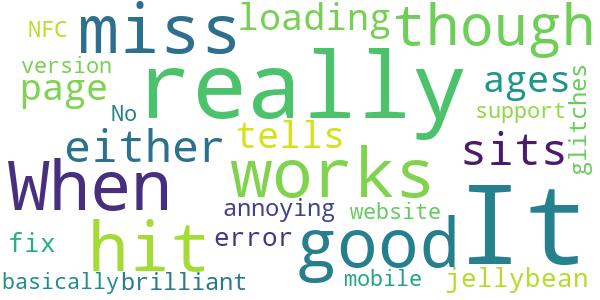 NFC
miss
loading
though
version
page
really
ages
No
support
glitches
either
tells
sits
When
works
annoying
website
It
hit
error
good
fix
basically
brilliant
mobile
jellybean